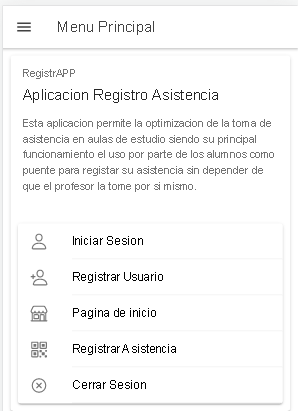 Menu Principal
RegistrAPP
Aplicacion Registro Asistencia
Esta aplicacion permite la optimizacion de la toma de
asistencia en aulas de estudio siendo su principal
funcionamiento el uso por parte de los alumnos como
puente para registar su asistencia sin depender de
que el profesor la tome por si mismo.
Iniciar Sesion
Registrar Usuario
Pagina de inicio
Registrar Asistencia
Cerrar Sesion